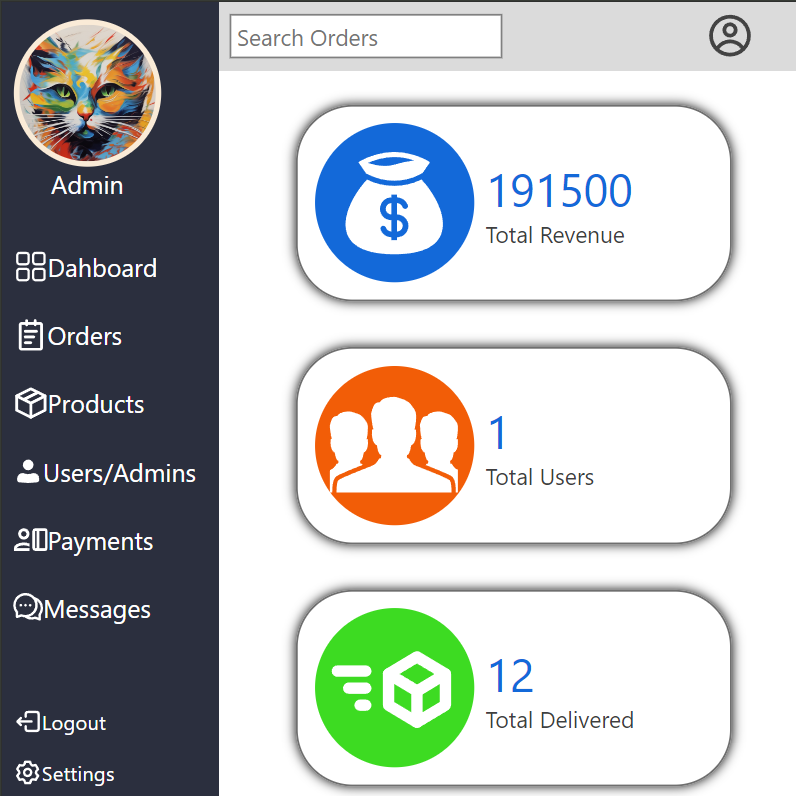 Search Orders
Admin
Dahboard
Orders
Products
Users/Admins
Payments
Messages
Logout
Settings
$
191500
Total Revenue
1
Total Users
12
Total Delivered